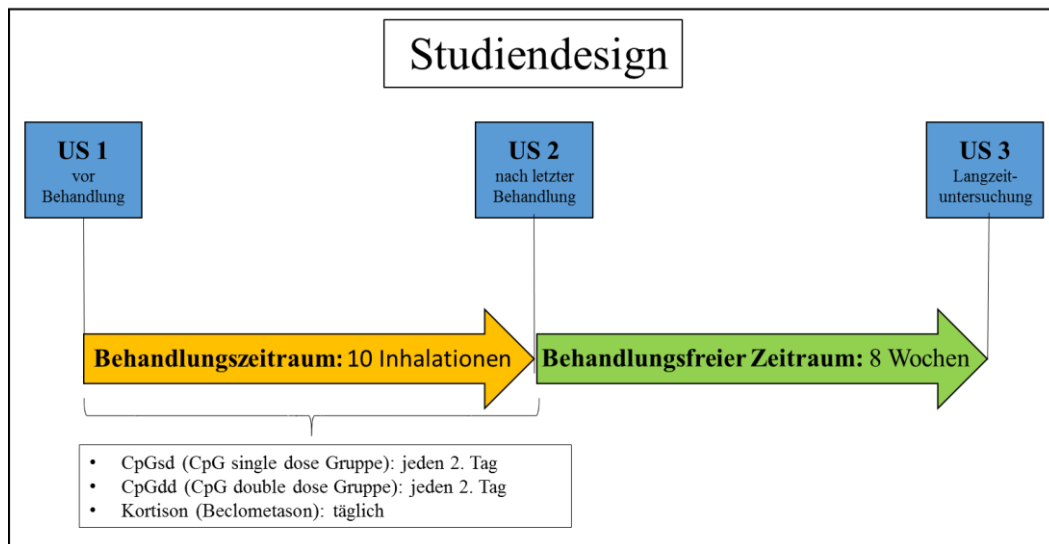 Studiendesign
US 1
vor
Behandlung
US 2
nach letzter
Behandlung
US 3
Langzeit-
untersuchung
Behandlungszeitraum: 10 Inhalationen
Behandlungsfreier Zeitraum: 8 Wochen
• CpGsd (CpG single dose Gruppe): jeden 2. Tag
• CpGdd (CpG double dose Gruppe): jeden 2. Tag
• Kortison (Beclometason): täglich